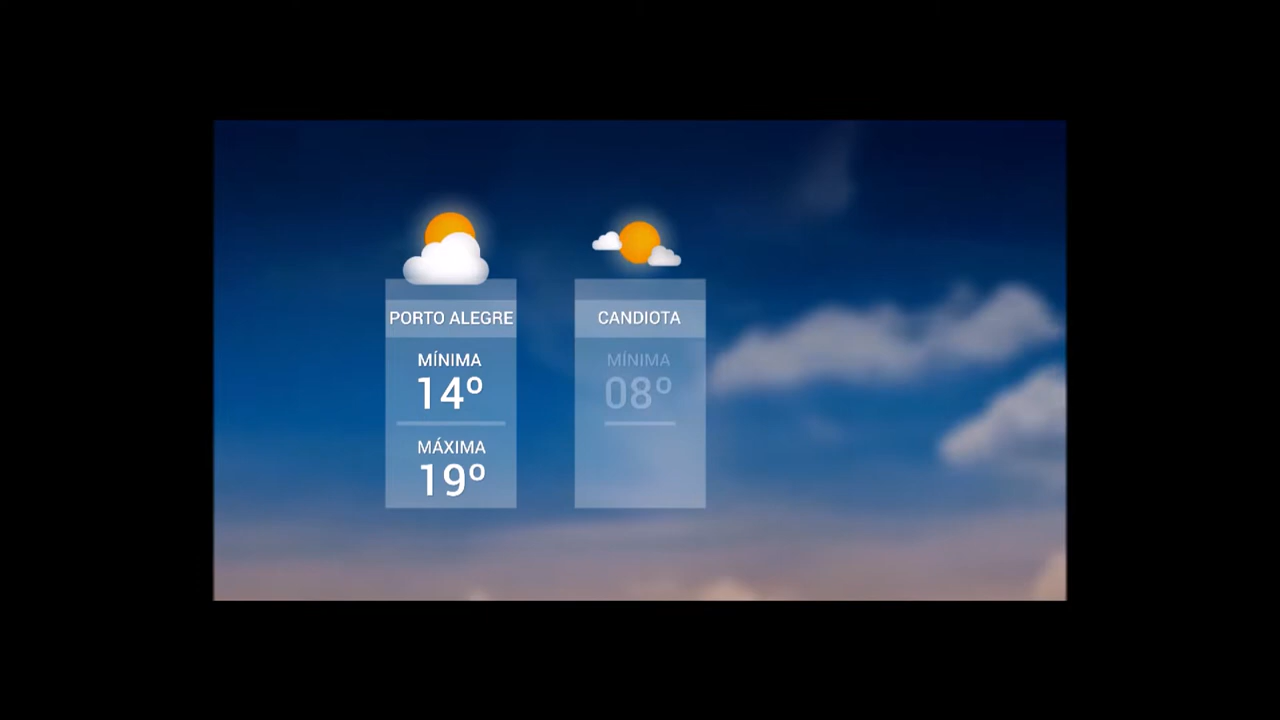 PORTO ALEGRE
MÍNIMA
14º
MÁXIMA
19º
CANDIOTA
MÍNIMA
08º